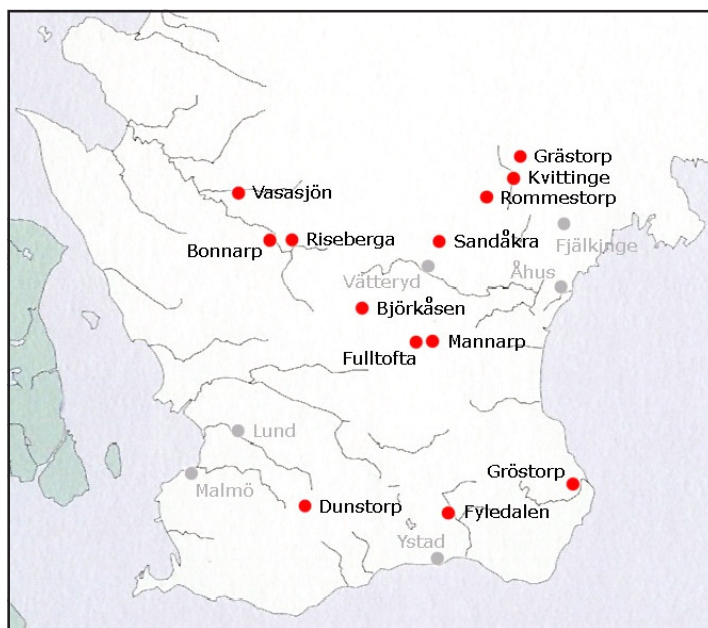 Grästorp
Kvittinge
Vasasjön
Rommestorp
Fjälkinge
Riseberga
Bonnarp
Sandåkra
Vätteryd
Åhus
Björkåsen
Mannarp
Fulltofta
Lund
Gröstorp
Malmö
Dunstorp
Fyledalen
Ystad